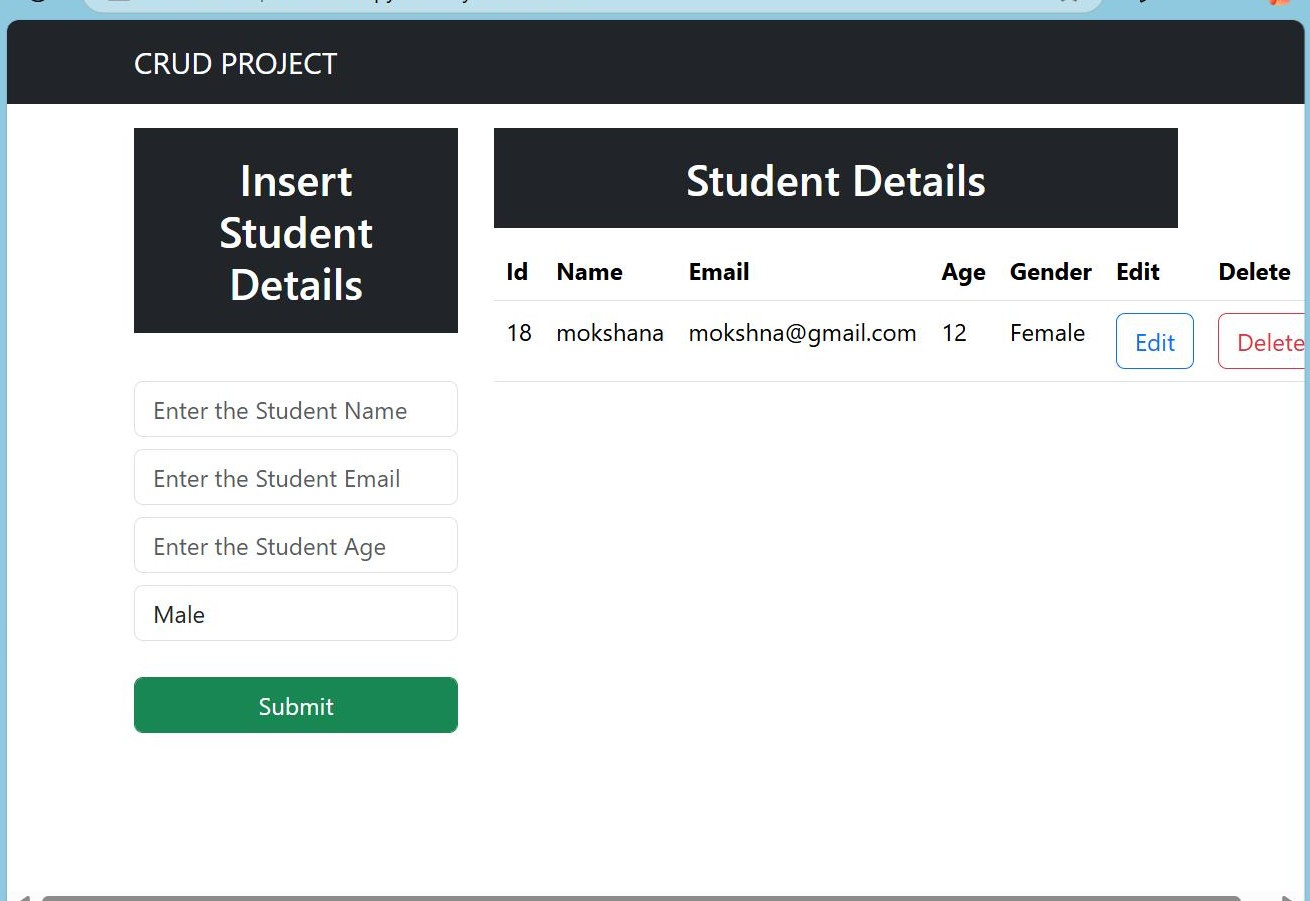 CRUD PROJECT
Insert
Student
Details
Enter the Student Name
Enter the Student Email
Enter the Student Age
Male
Submit
Student Details
Id Name Email Age Gender Edit Delete
18 mokshana mokshna@gmail.com 12 Female Edit Delete